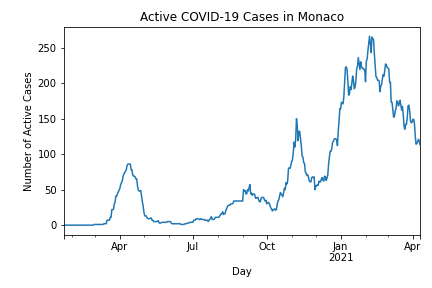 Active COVID-19 Cases in Monaco
Number of Active Cases
250
200
150
100
50
0
Apr
Jul
Oct
Jan
2021
Apr
Day